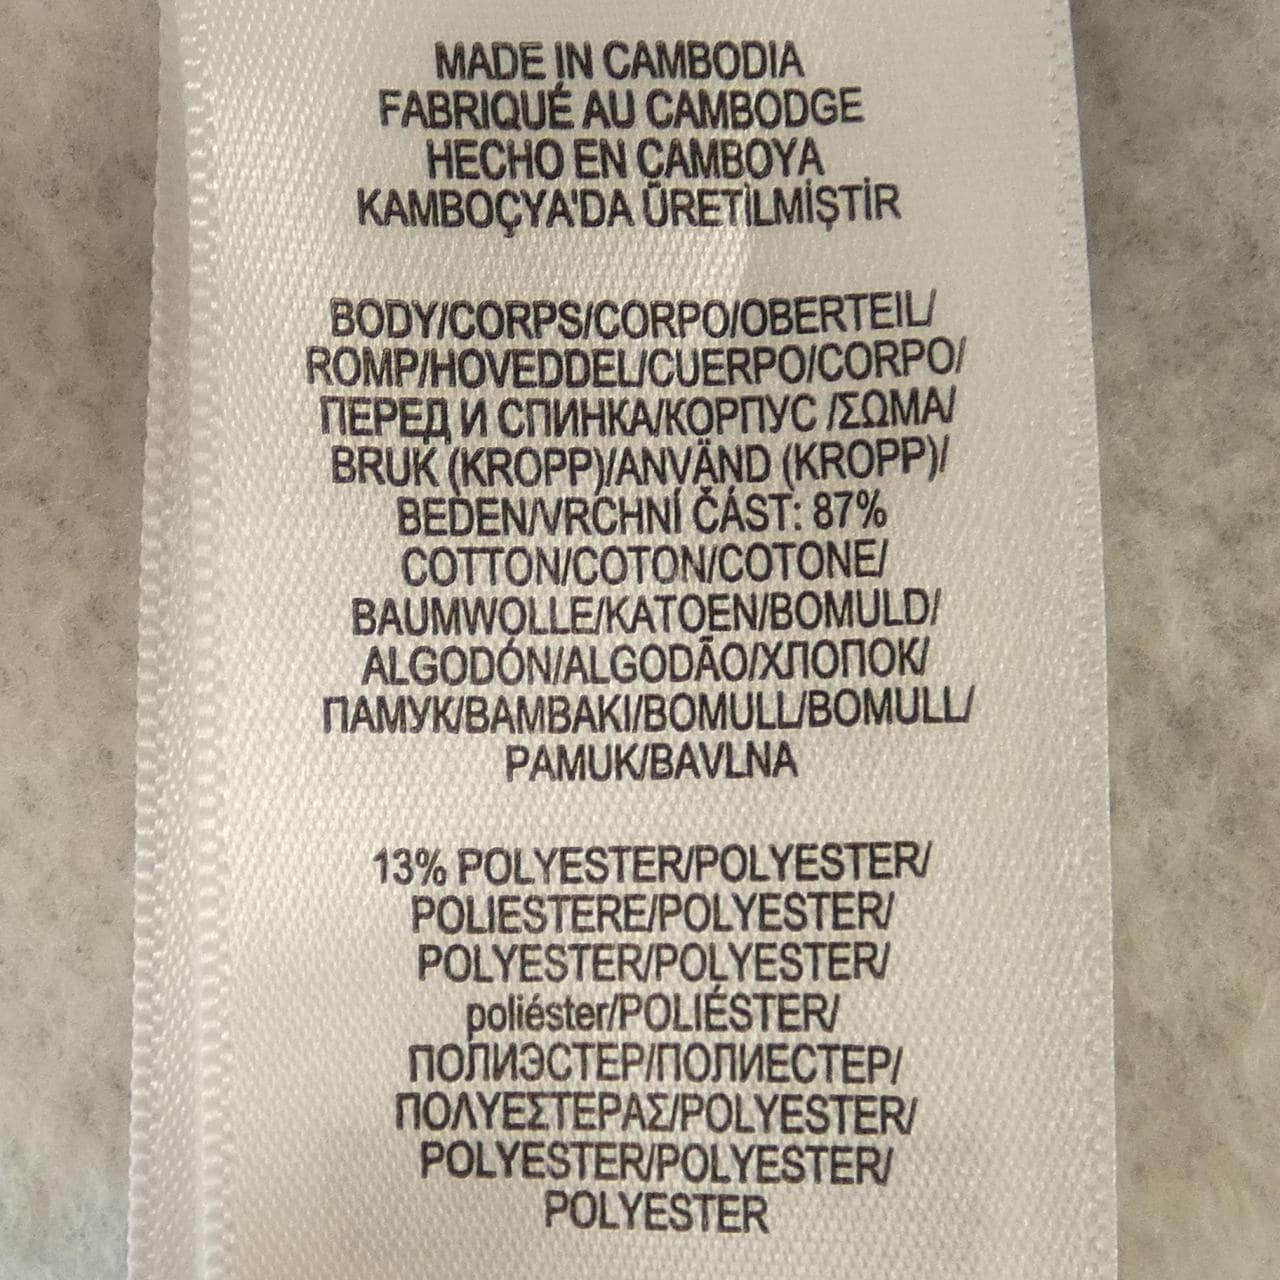 MADE IN CAMBODIA
FABRIQUÉ AU CAMBODGE
HECHO EN CAMBOYA
KAMBOÇYA'DA ÜRETİLMİŞTİR
BODY/CORPS/CORPO/OBERTEIL/
ROMP/HOVEDDEL/CUERPO/CORPO/
ПЕРЕД И СПИНКА/КОРПУС /ΣΩΜΑ/
BRUK (KROPP)/ANVÄND (KROPP)/
BEDEN/VRCHNÍ ČÁST: 87%
COTTON/COTON/COTONE/
BAUMWOLLE/KATOEN/BOMULD/
ALGODÓN/ALGODÃO/ХЛОПОК/
ПАМУК/ΒΑΜΒΑΚΙ/BOMULL/BOMULL/
PAMUK/BAVLNA
13% POLYESTER/POLYESTER/
POLIESTERE/POLYESTER/
POLYESTER/POLYESTER/
poliéster/POLIÉSTER/
ПОЛИЭСТЕР/ПОЛИЕСТЕР/
ΠΟΛΥΕΣΤΕΡΑΣ/POLYESTER/
POLYESTER/POLYESTER/
POLYESTER